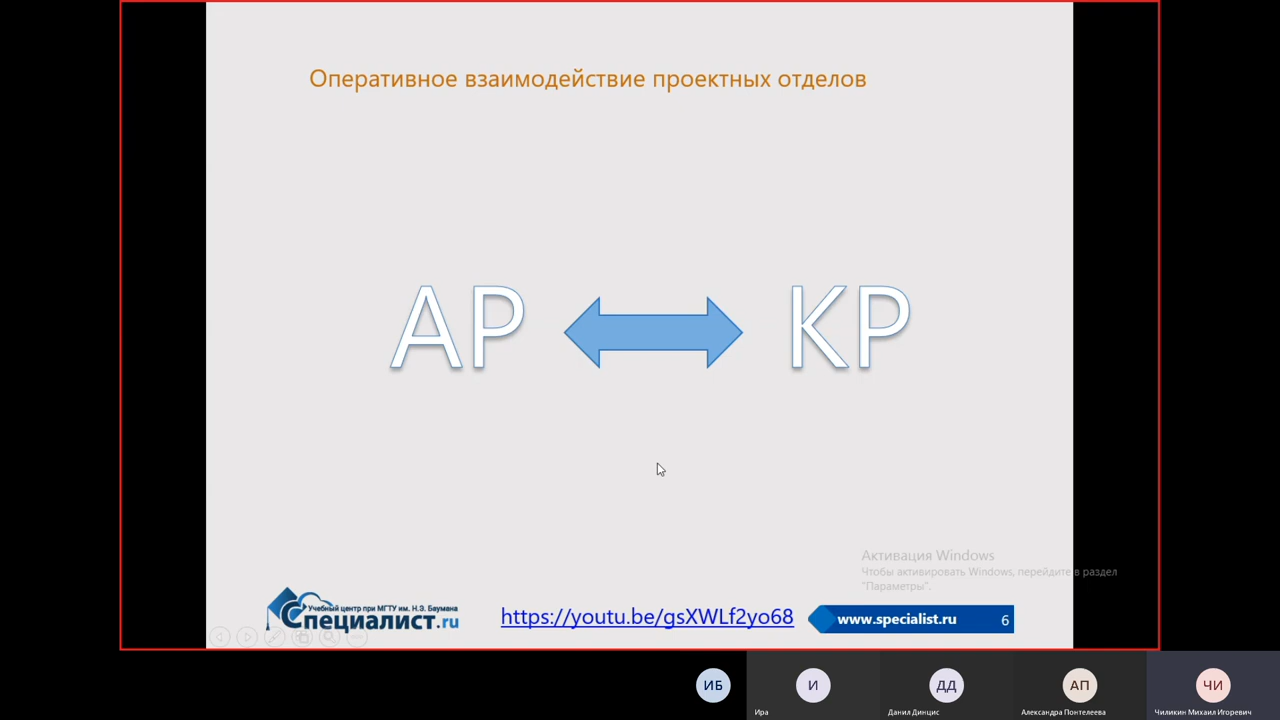 Оперативное взаимодействие проектных отделов
АР КР
Активация Windows
Чтобы активировать Windows, перейдите в раздел
"Параметры".
Учебный центр при МГТУ им. Н.Э. Баумана
Специалист.ru
https://youtu.be/gsXWLf2yo68
www.specialist.ru 6
ИБ И ДД АП ЧИ
Ира Данил Динцис Александра Понтелеева Чиликин Михаил Игоревич